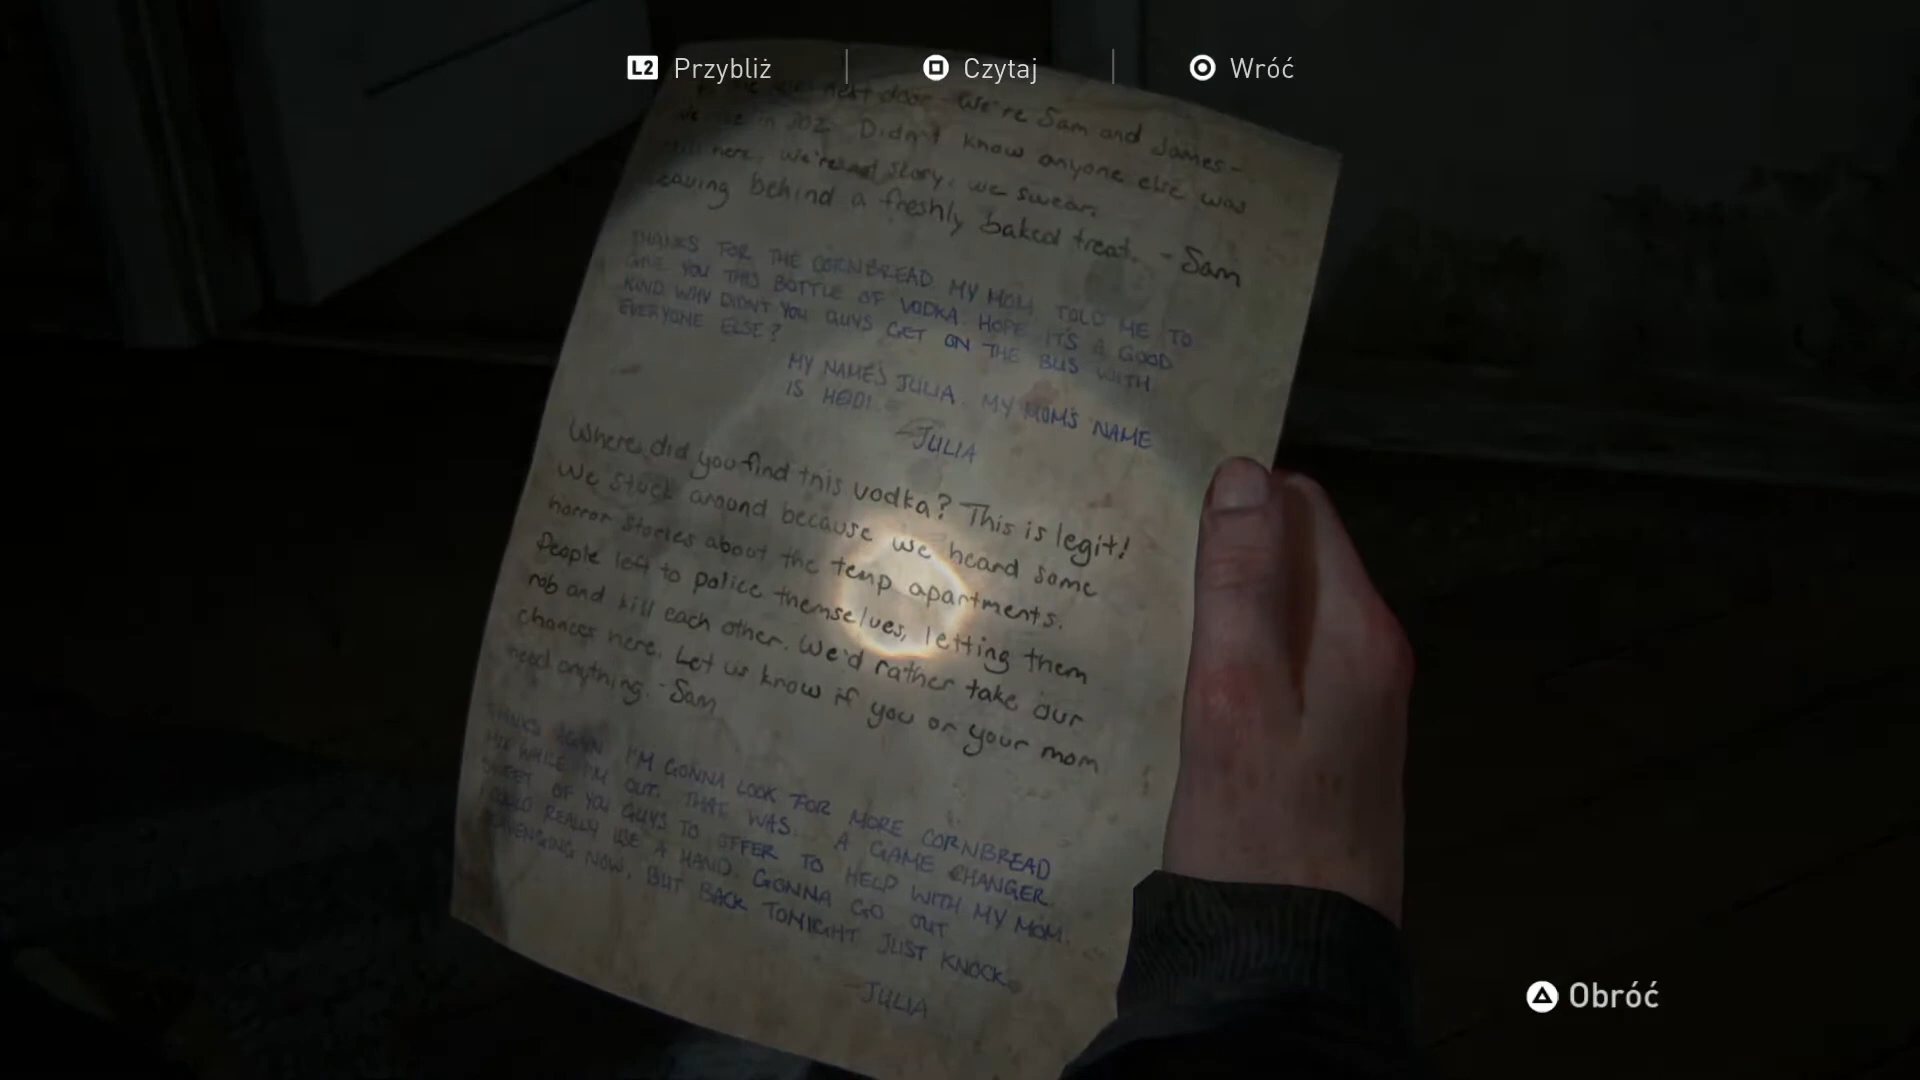 L2 Przybliż
Czytaj
Wróć
next door - We're Sam and James -
in 302. Didn't know anyone else was
here. We're not scary, we swear.
Leaving behind a freshly baked treat. - Sam
THANKS FOR THE CORNBREAD MY MOM TOLD ME TO
GIVE YOU THIS BOTTLE OF VODKA. HOPE IT'S A GOOD
KIND. WHY DIDN'T YOU GUYS GET ON THE BUS WITH
EVERYONE ELSE?
MY NAME'S JULIA. MY MOM'S NAME
IS HEIDI.
-JULIA
Where did you find this vodka? This is legit!
We stuck around because we heard some
horror stories about the temp apartments.
People left to police themselves, letting them
rob and kill each other. We'd rather take our
chances here. Let us know if you or your mom
need anything. - Sam
THANKS AGAIN I'M GONNA LOOK FOR MORE CORNBREAD
MIX WHILE I'M OUT. THAT WAS... A GAME CHANGER.
SWEET OF YOU GUYS TO OFFER TO HELP WITH MY MOM.
I COULD REALLY USE A HAND. GONNA GO OUT
SCAVENGING NOW, BUT BACK TONIGHT JUST KNOCK.
-JULIA
Obróć